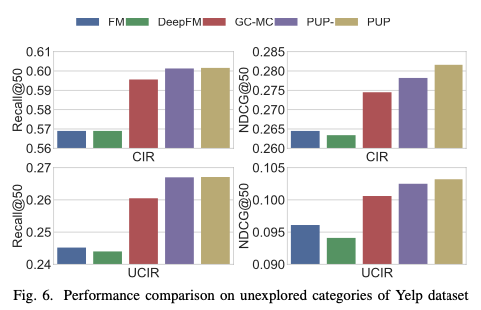 FM DeepFM GC-MC PUP- PUP
Recall@50
0.61
0.60
0.59
0.58
0.57
0.56
CIR
NDCG@50
0.285
0.280
0.275
0.270
0.265
0.260
CIR
Recall@50
0.27
0.26
0.25
0.24
UCIR
NDCG@50
0.105
0.100
0.095
0.090
UCIR
Fig. 6. Performance comparison on unexplored categories of Yelp dataset